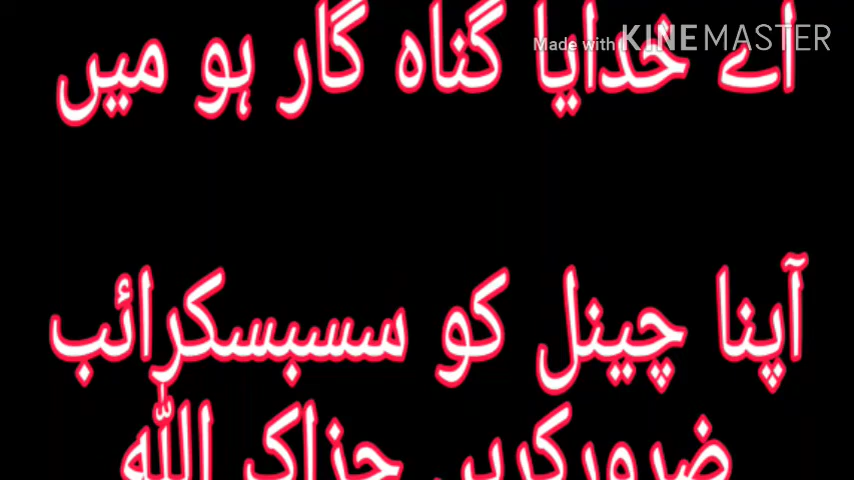 اے خدایا گناہ گار ہو میں
Made with KINEMASTER
آپنا چینل کو سسبسکرائب
ضرور کریں جزاک اللہ